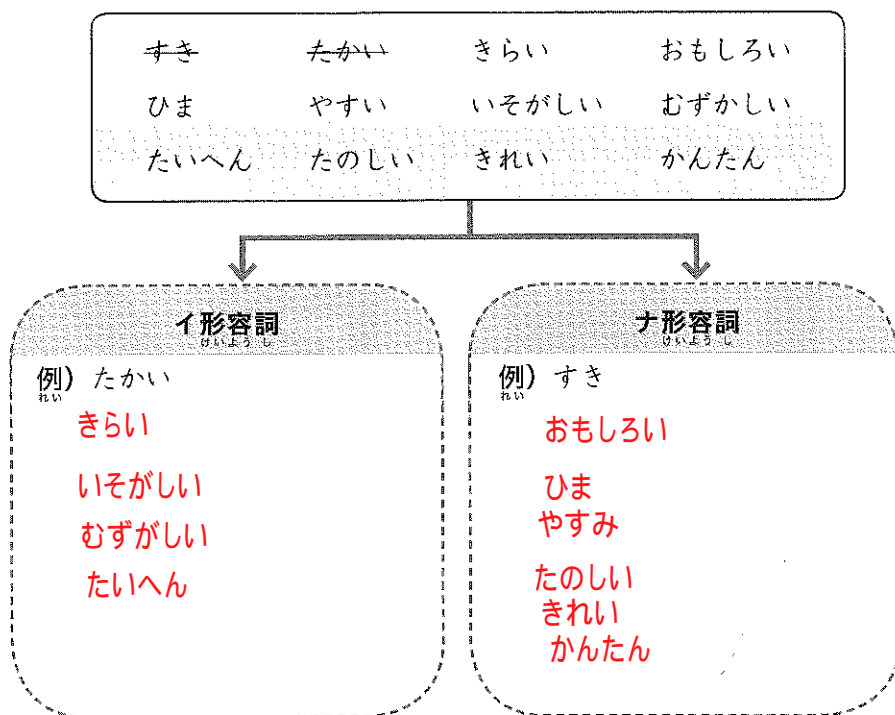 すき たかい きらい おもしろい
ひま やすい いそがしい むずかしい
たいへん たのしい きれい かんたん
イ形容詞
けいようし
例）たかい
れい
きらい
いそがしい
むずがしい
たいへん
ナ形容詞
けいようし
例）すき
れい
おもしろい
ひま
やすみ
たのしい
きれい
かんたん